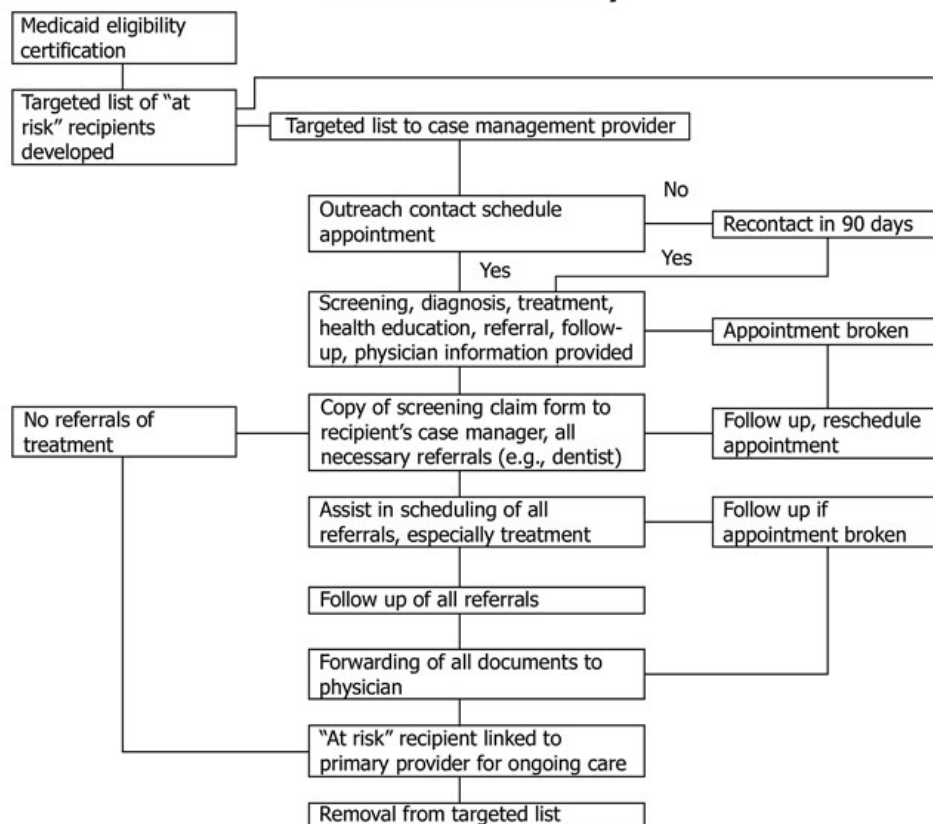 Medicaid eligibility
certification
Targeted list of “at
risk” recipients
developed
Targeted list to case management provider
No
Outreach contact schedule
appointment
Recontact in 90 days
Yes
Yes
Screening, diagnosis, treatment,
health education, referral, follow-
up, physician information provided
Appointment broken
No referrals of
treatment
Copy of screening claim form to
recipient’s case manager, all
necessary referrals (e.g., dentist)
Follow up, reschedule
appointment
Assist in scheduling of all
referrals, especially treatment
Follow up if
appointment broken
Follow up of all referrals
Forwarding of all documents to
physician
“At risk” recipient linked to
primary provider for ongoing care
Removal from targeted list